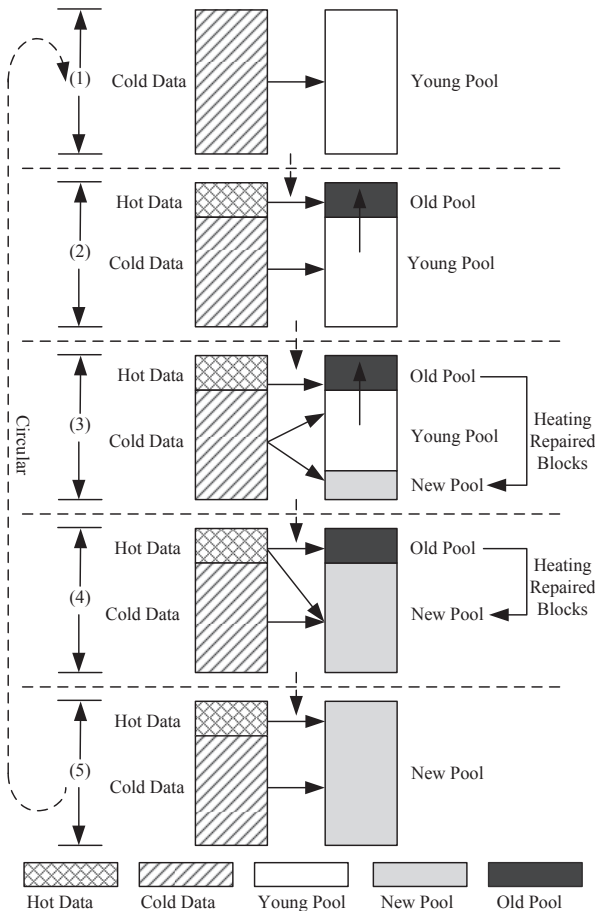 (1)
Cold Data
Young Pool
(2)
Hot Data
Old Pool
Cold Data
Young Pool
Circular
(3)
Hot Data
Old Pool
Cold Data
Young Pool
New Pool
Heating
Repaired
Blocks
(4)
Hot Data
Old Pool
Cold Data
New Pool
Heating
Repaired
Blocks
(5)
Hot Data
Cold Data
New Pool
Hot Data
Cold Data
Young Pool
New Pool
Old Pool